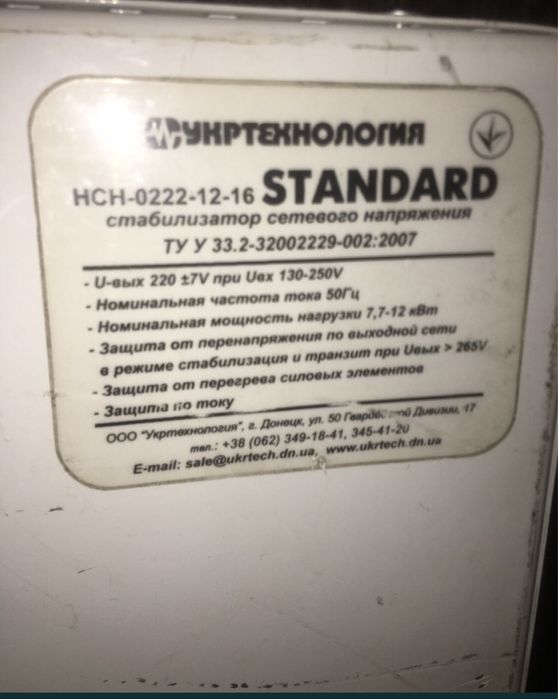 УКРТЕХНОЛОГИЯ
НСН-0222-12-16 STANDARD
стабилизатор сетевого напряжения
ТУ У 33.2-32002229-002:2007
- U-вых 220 ±7V при Uвх 130-250V
- Номинальная частота тока 50Гц
- Номинальная мощность нагрузки 7,7-12 кВт
- Защита от перенапряжения по выходной сети
в режиме стабилизация и транзит при Uвых > 265V
- Защита от перегрева силовых элементов
- Защита по току
ООО "Укртехнология", г. Донецк, ул. 50 Гвардейской Дивизии, 17
тел.: +38 (062) 349-18-41, 345-41-20
E-mail: sale@ukrtech.dn.ua, www.ukrtech.dn.ua